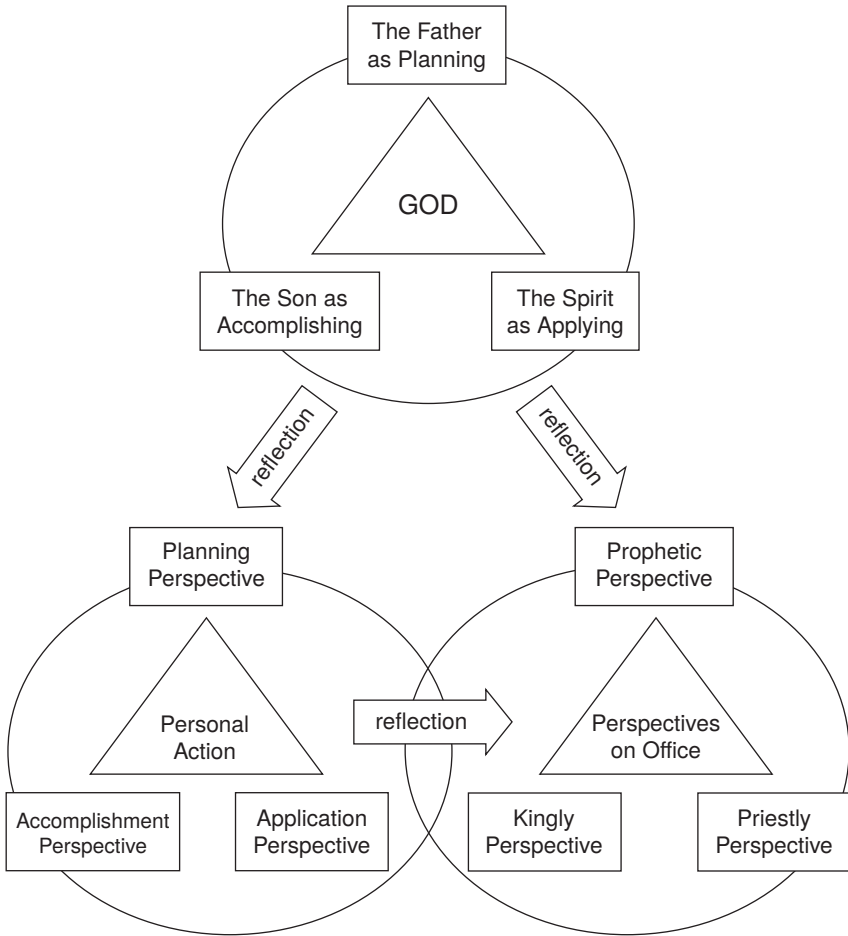 The Father
as Planning
GOD
The Son as
Accomplishing
The Spirit
as Applying
reflection
reflection
Planning
Perspective
Prophetic
Perspective
Personal
Action
reflection
Perspectives
on Office
Accomplishment
Perspective
Application
Perspective
Kingly
Perspective
Priestly
Perspective